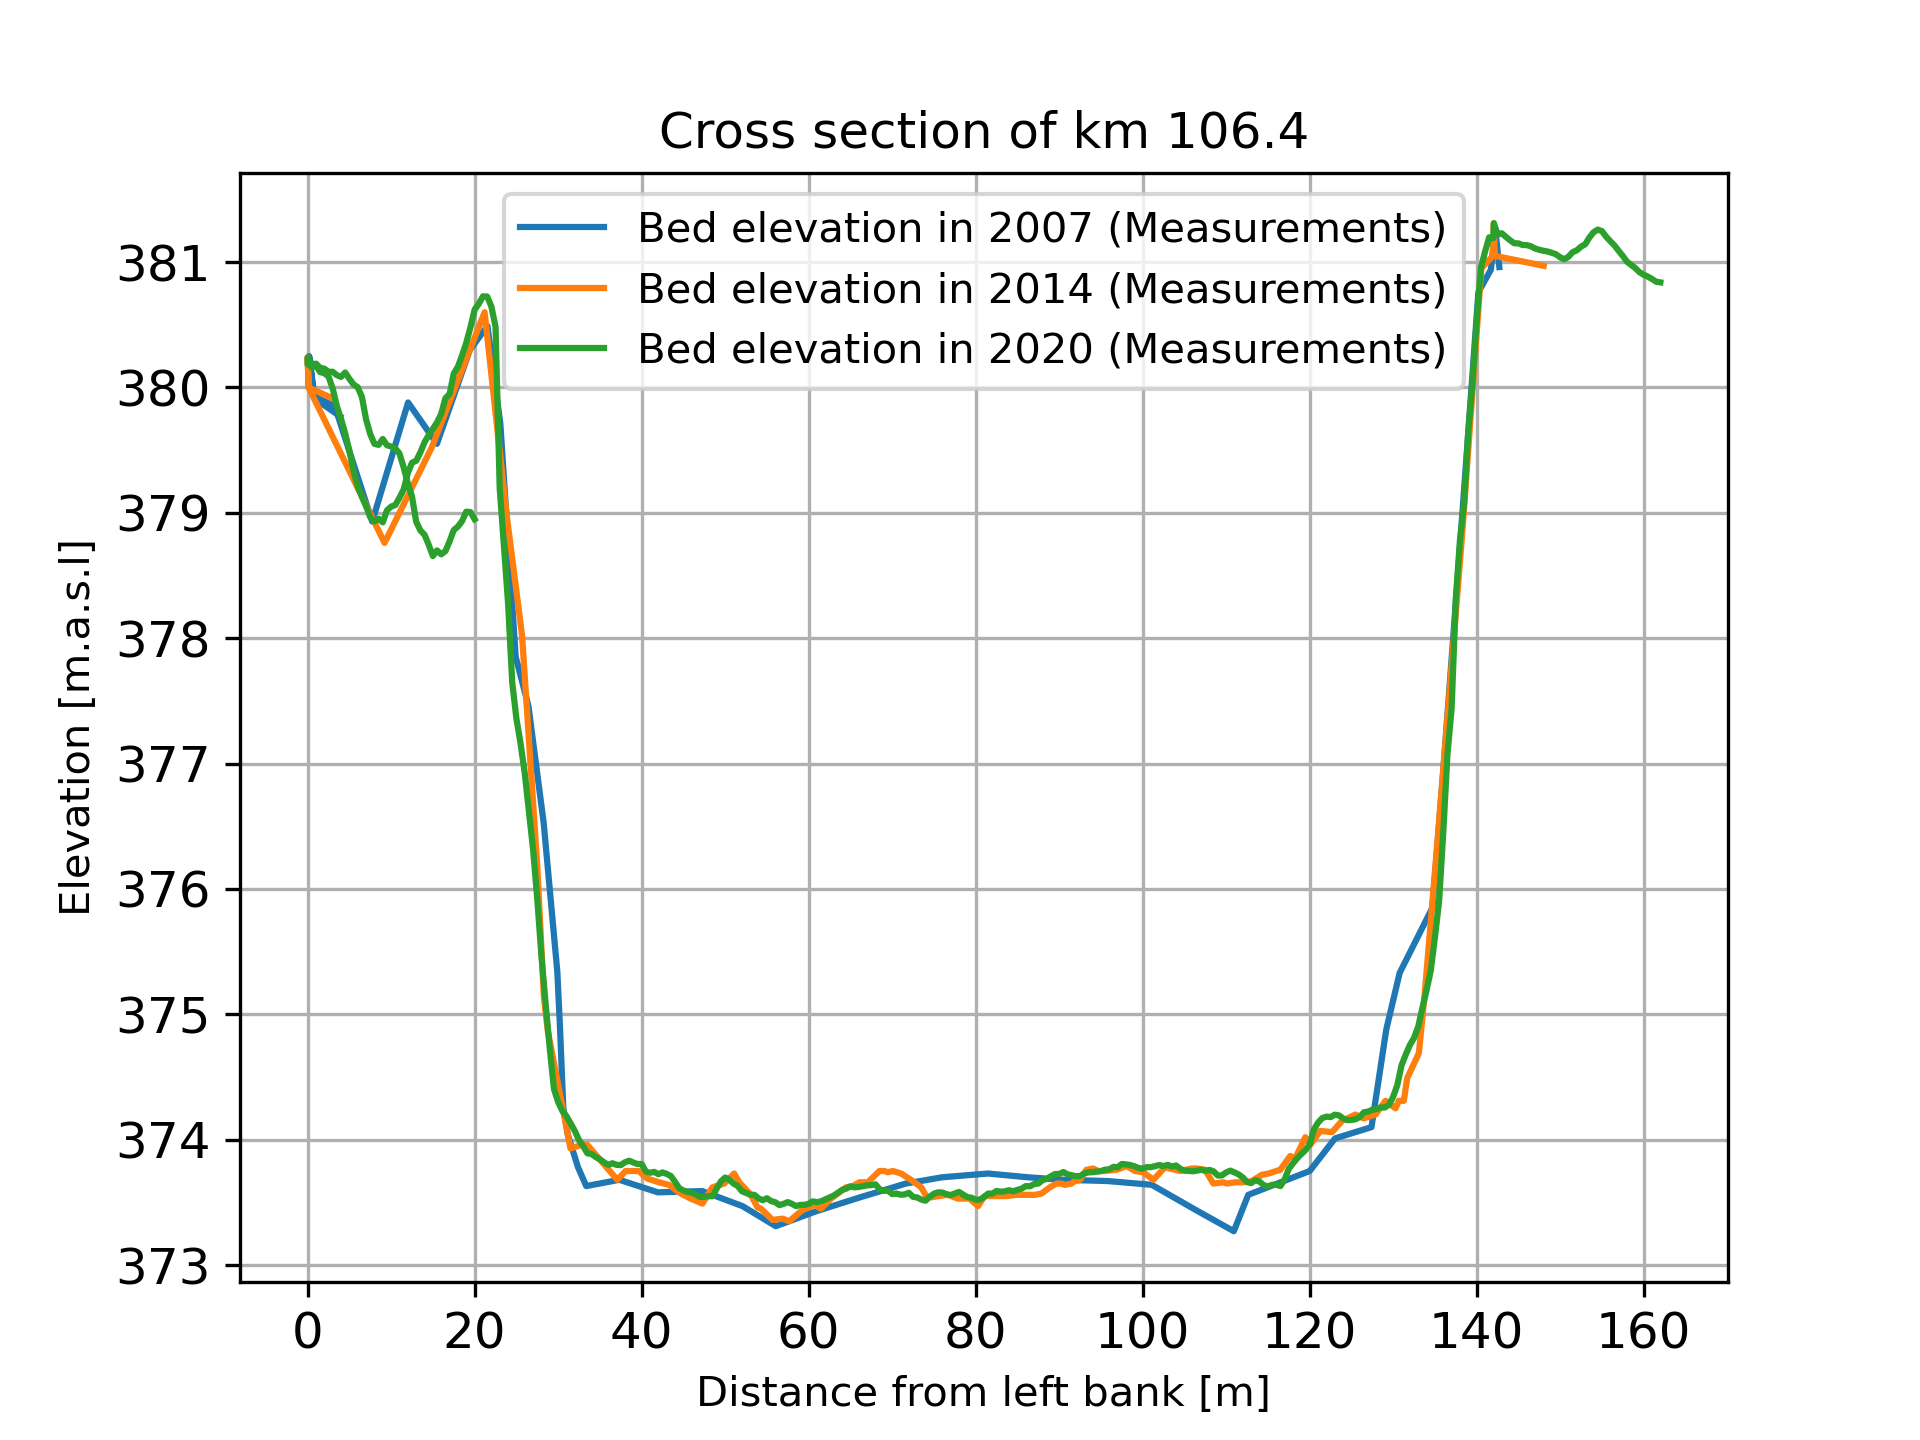 Cross section of km 106.4
Bed elevation in 2007 (Measurements)
Bed elevation in 2014 (Measurements)
Bed elevation in 2020 (Measurements)
381
380
379
378
377
376
375
374
373
Elevation [m.a.s.l]
0 20 40 60 80 100 120 140 160
Distance from left bank [m]